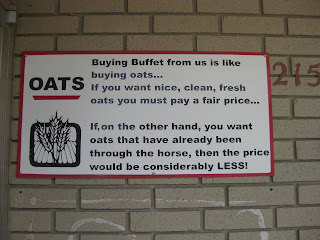 OATS
Buying Buffet from us is like
buying oats...
If you want nice, clean, fresh
oats you must pay a fair price...
If,on the other hand, you want
oats that have already been
through the horse, then the price
would be considerably LESS!
215